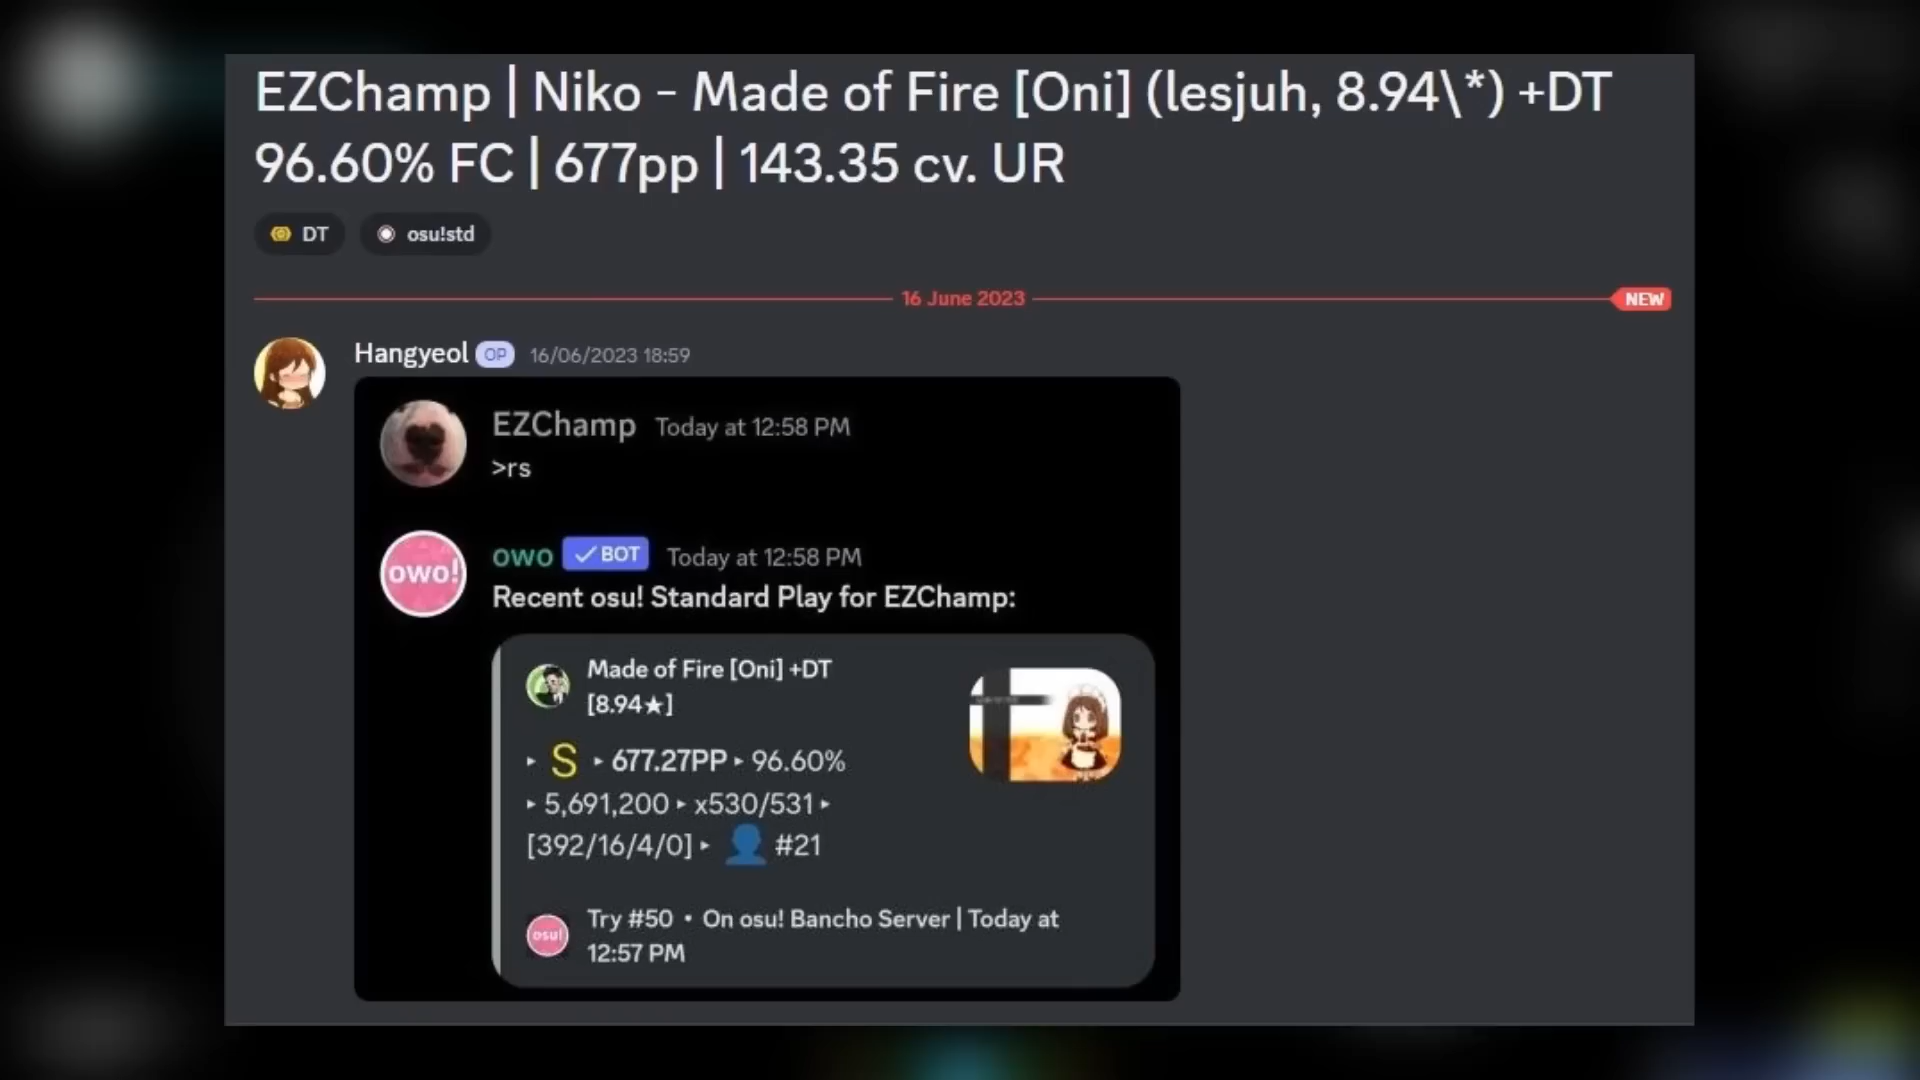 EZChamp | Niko - Made of Fire [Oni] (lesjuh, 8.94\*) +DT
96.60% FC | 677pp | 143.35 cv. UR
DT
osu!std
16 June 2023
NEW
Hangyeol OP 16/06/2023 18:59
EZChamp Today at 12:58 PM
>rs
owo!
owo ✓ BOT Today at 12:58 PM
Recent osu! Standard Play for EZChamp:
Made of Fire [Oni] +DT
[8.94★]
▸ S ▸ 677.27PP ▸ 96.60%
▸ 5,691,200 ▸ x530/531 ▸
[392/16/4/0] ▸ 👤 #21
osu!
Try #50 • On osu! Bancho Server | Today at
12:57 PM